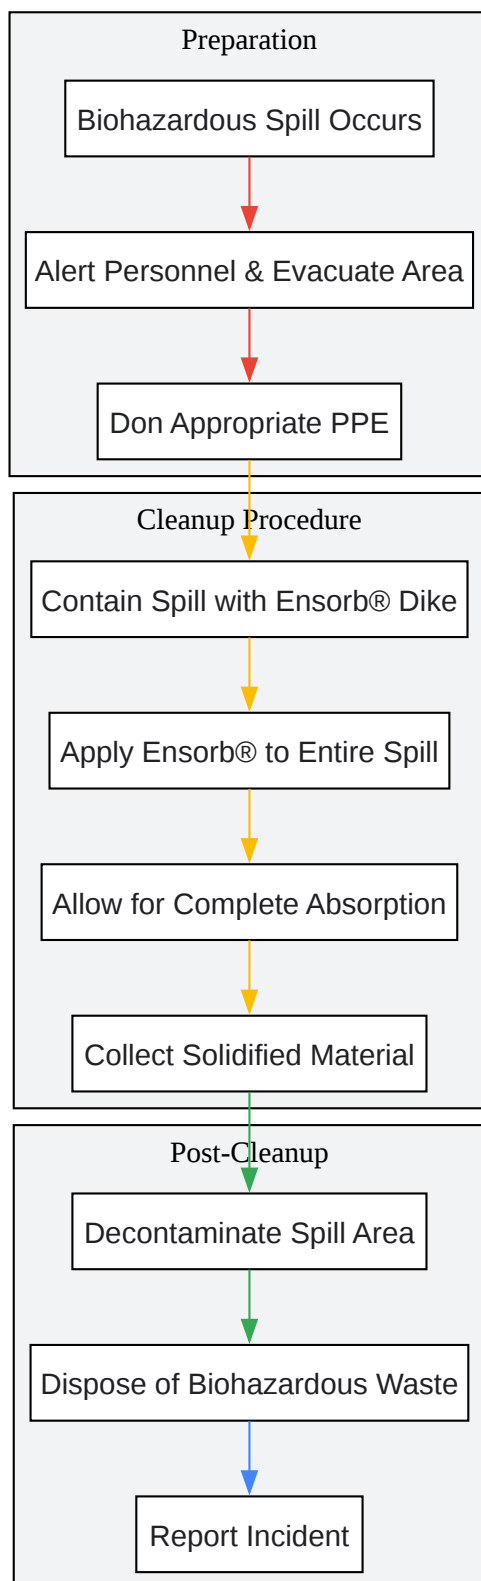 Preparation
Biohazardous Spill Occurs
Alert Personnel & Evacuate Area
Don Appropriate PPE
Cleanup Procedure
Contain Spill with Ensorb® Dike
Apply Ensorb® to Entire Spill
Allow for Complete Absorption
Collect Solidified Material
Post-Cleanup
Decontaminate Spill Area
Dispose of Biohazardous Waste
Report Incident